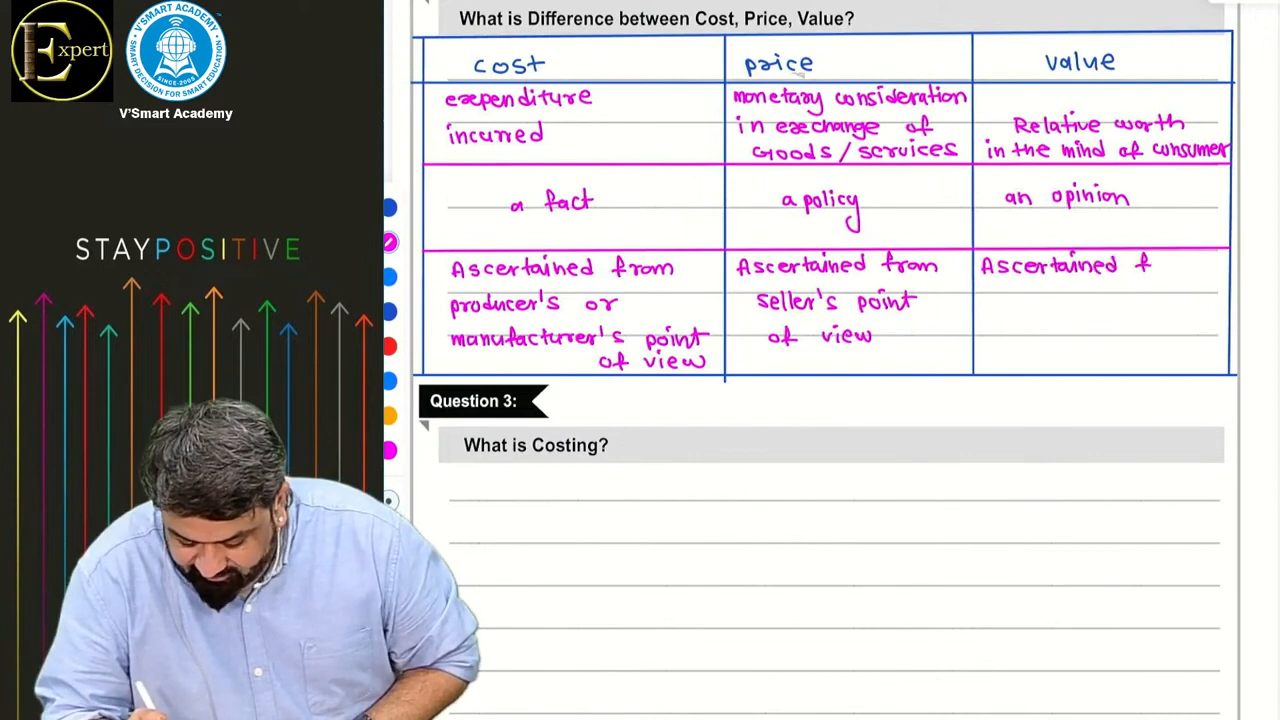 What is Difference between Cost, Price, Value?
Expert
V'SMART ACADEMY
SMART DECISION FOR SMART EDUCATION
SINCE-2005
V'Smart Academy
STAYPOSITIVE
cost
price
value
expenditure
incurred
monetary consideration
in exchange of
Goods/services
Relative worth
in the mind of consumer
a fact
a policy
an opinion
Ascertained from
producer's or
manufacturer's point
of view
Ascertained from
seller's point
of view
Ascertained f
Question 3:
What is Costing?